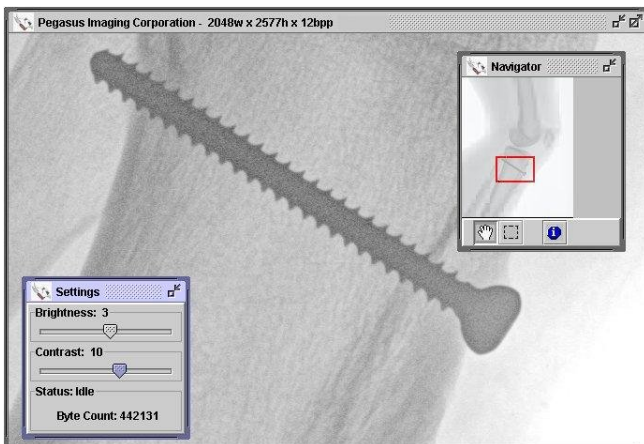 Pegasus Imaging Corporation - 2048w x 2577h x 12bpp
Navigator
Settings
Brightness: 3
Contrast: 10
Status: Idle
Byte Count: 442131